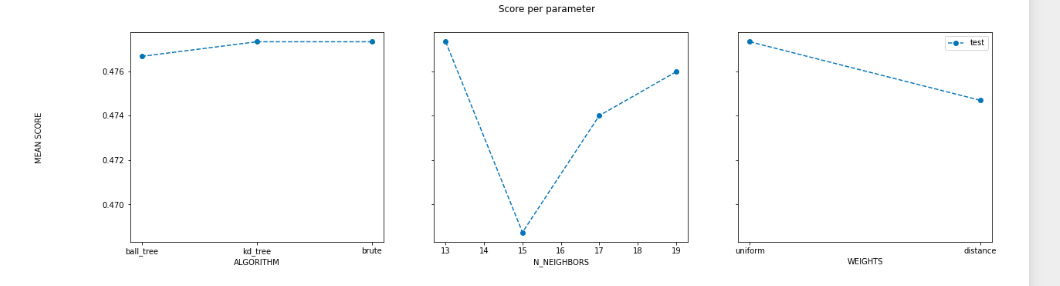 Score per parameter
MEAN SCORE
0.476
0.474
0.472
0.470
ball_tree kd_tree brute
ALGORITHM
13 14 15 16 17 18 19
N_NEIGHBORS
test
uniform distance
WEIGHTS